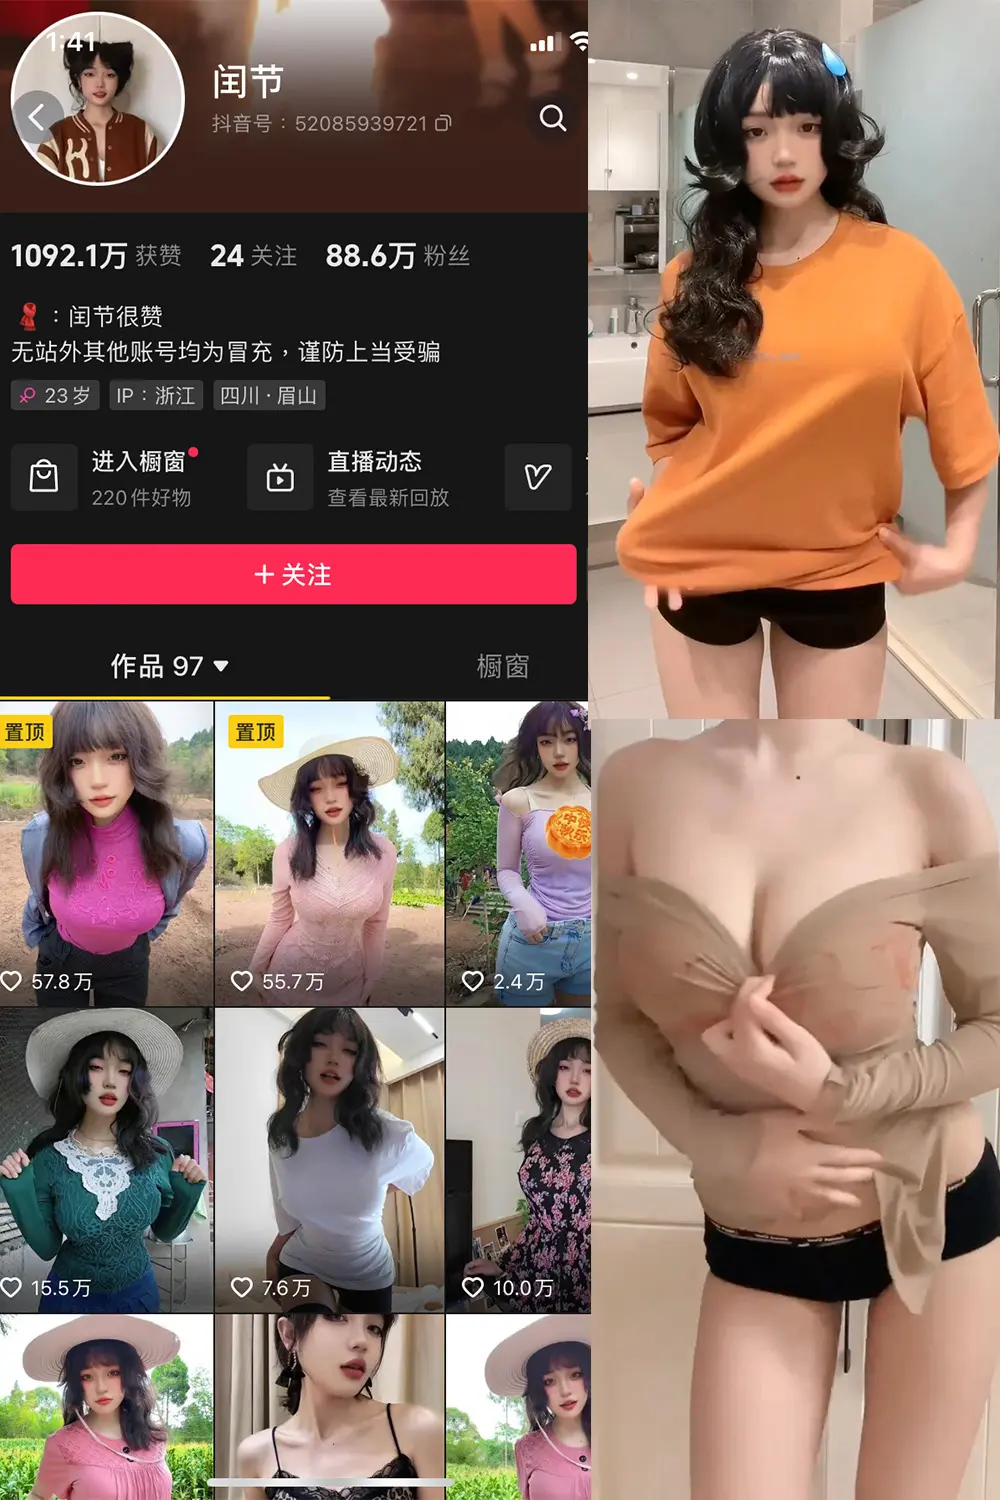 1:41
闰节
抖音号：52085939721
1092.1万 获赞 24 关注 88.6万 粉丝
：闰节很赞
无站外其他账号均为冒充，谨防上当受骗
23岁 IP：浙江 四川·眉山
进入橱窗 直播动态
220件好物 查看最新回放
+ 关注
作品 97 橱窗
置顶 置顶
57.8万 55.7万 2.4万
15.5万 7.6万 10.0万